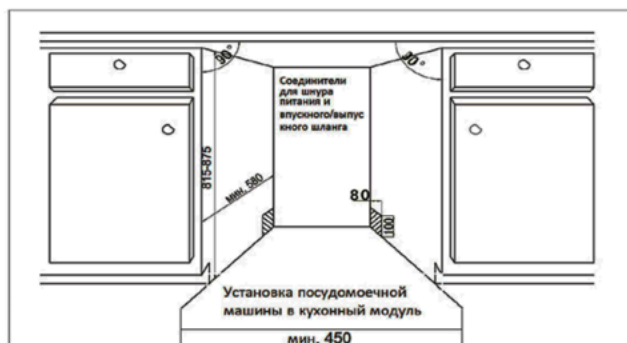 90°
90°
Соединители
для шнура
питания и
впускного/выпус
кного шланга
815-875
мин. 580
80
100
Установка посудомоечной
машины в кухонный модуль
мин. 450